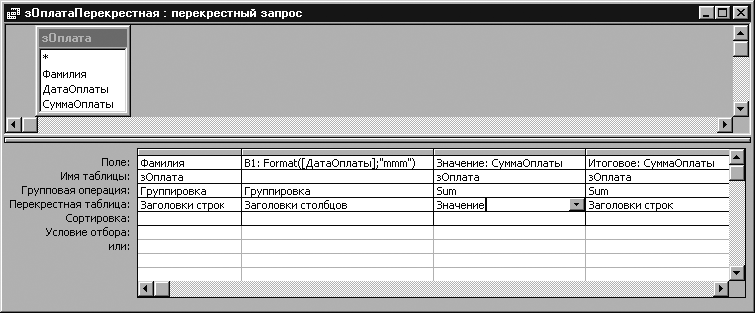 зОплатаПерекрестная : перекрестный запрос
зОплата
*
Фамилия
ДатаОплаты
СуммаОплаты
Поле: Фамилия В1: Format([ДатаОплаты];"mmm") Значение: СуммаОплаты Итоговое: СуммаОплаты
Имя таблицы: зОплата зОплата зОплата
Групповая операция: Группировка Группировка Sum Sum
Перекрестная таблица: Заголовки строк Заголовки столбцов Значение Заголовки строк
Сортировка:
Условие отбора:
или: